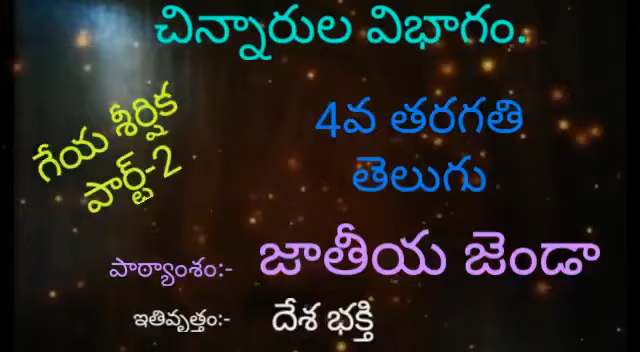 చిన్నారుల విభాగం.
గేయ శీర్షిక
పార్ట్-2
4వ తరగతి
తెలుగు
పాఠ్యాంశం:- జాతీయ జెండా
ఇతివృత్తం:- దేశ భక్తి